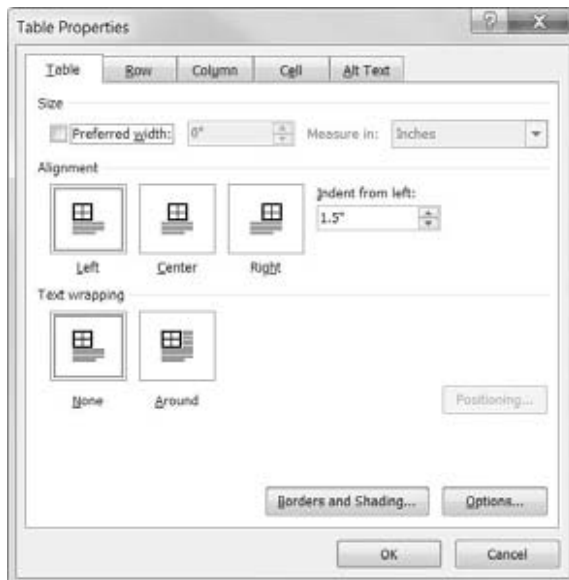 Table Properties
Table Row Column Cell Alt Text
Size
Preferred width: 0" Measure in: Inches
Alignment
Indent from left:
1.5"
Left Center Right
Text wrapping
None Around
Positioning...
Borders and Shading... Options...
OK Cancel